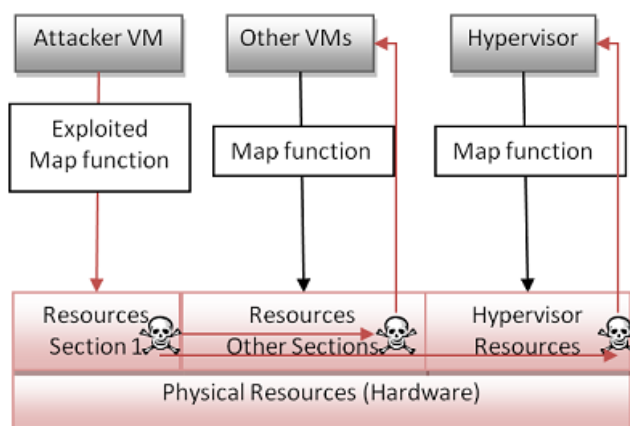 Attacker VM
Other VMs
Hypervisor
Exploited
Map function
Map function
Map function
Resources
Section 1
Resources
Other Sections
Hypervisor
Resources
Physical Resources (Hardware)